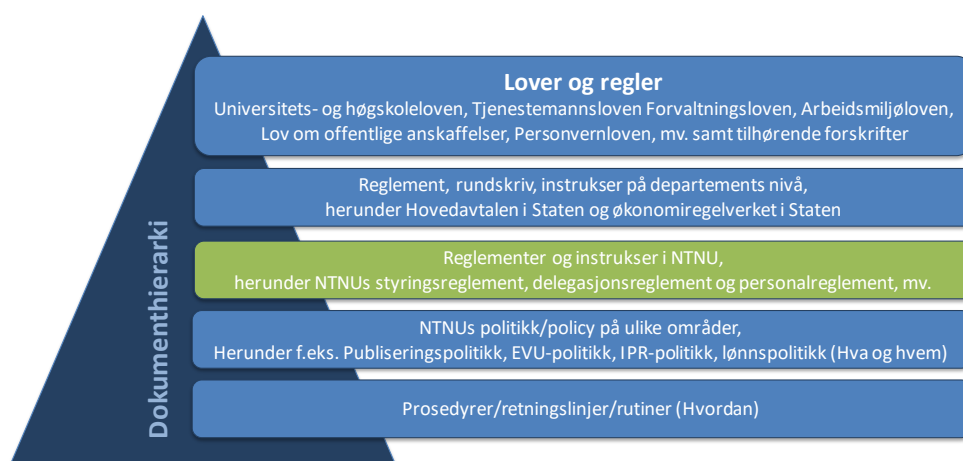 Lover og regler
Universitets- og høgskoleloven, Tjenestemannsloven Forvaltningsloven, Arbeidsmiljøloven,
Lov om offentlige anskaffelser, Personvernloven, mv. samt tilhørende forskrifter
Reglement, rundskriv, instrukser på departements nivå,
herunder Hovedavtalen i Staten og økonomiregelverket i Staten
Reglementer og instrukser i NTNU,
herunder NTNUs styringsreglement, delegasjonsreglement og personalreglement, mv.
NTNUs politikk/policy på ulike områder,
Herunder f.eks. Publiseringspolitikk, EVU-politikk, IPR-politikk, lønnspolitikk (Hva og hvem)
Prosedyrer/retningslinjer/rutiner (Hvordan)
Dokumenthierarki